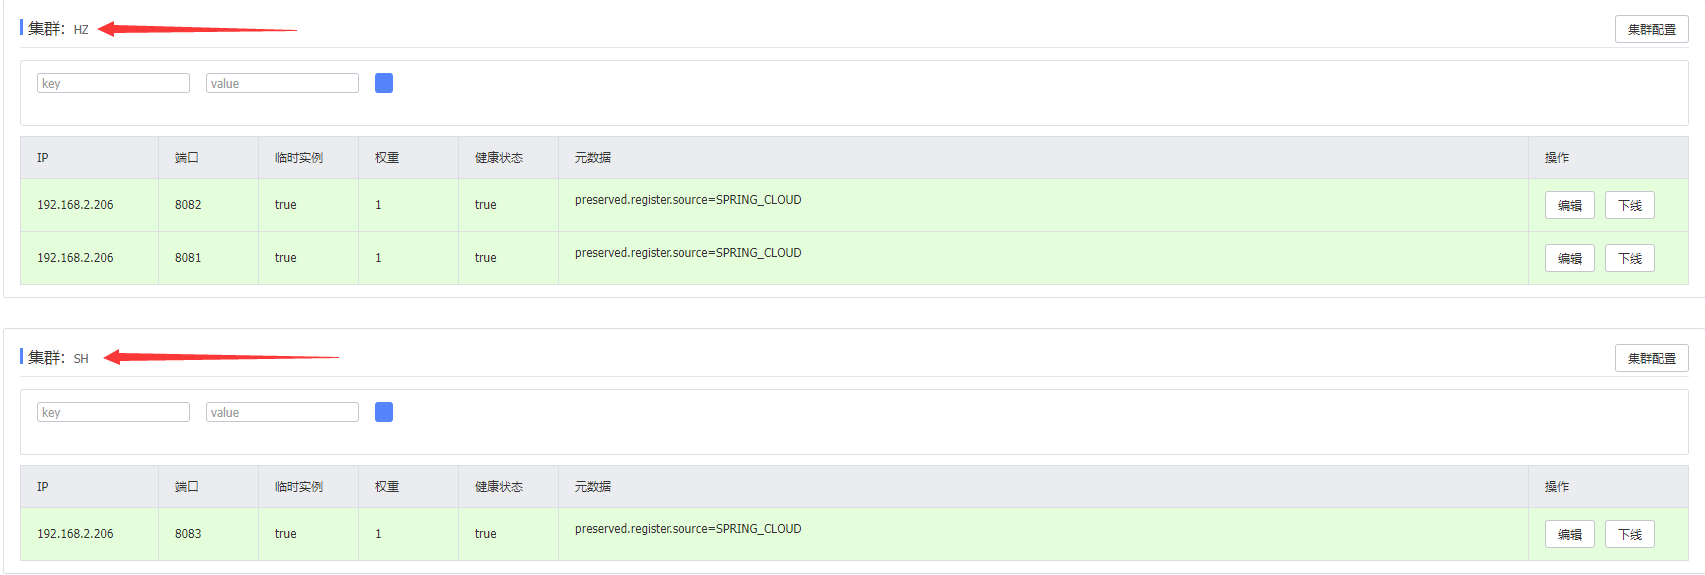 集群： HZ 集群配置
key value
IP 端口 临时实例 权重 健康状态 元数据 操作
192.168.2.206 8082 true 1 true preserved.register.source=SPRING_CLOUD 编辑 下线
192.168.2.206 8081 true 1 true preserved.register.source=SPRING_CLOUD 编辑 下线
集群： SH 集群配置
key value
IP 端口 临时实例 权重 健康状态 元数据 操作
192.168.2.206 8083 true 1 true preserved.register.source=SPRING_CLOUD 编辑 下线